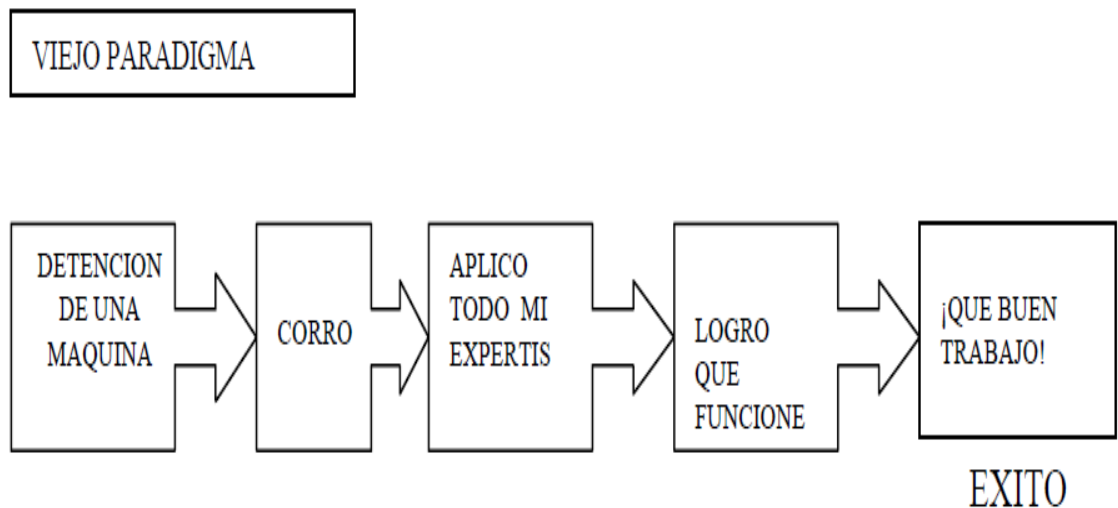 VIEJO PARADIGMA
DETENCION
DE UNA
MAQUINA
CORRO
APLICO
TODO MI
EXPERTIS
LOGRO
QUE
FUNCIONE
¡QUE BUEN
TRABAJO!
EXITO